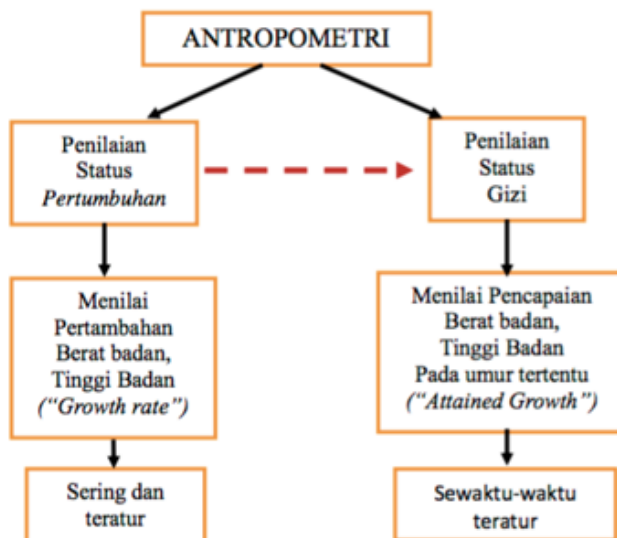 ANTROPOMETRI
Penilaian
Status
Pertumbuhan
Penilaian
Status
Gizi
Menilai
Pertambahan
Berat badan,
Tinggi Badan
(“Growth rate”)
Menilai Pencapaian
Berat badan,
Tinggi Badan
Pada umur tertentu
(“Attained Growth”)
Sering dan
teratur
Sewaktu-waktu
teratur